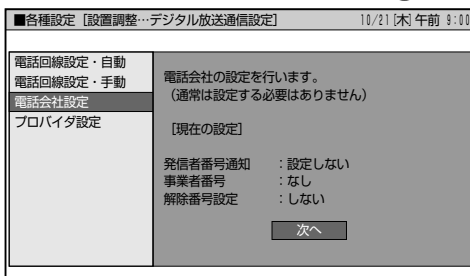 ■各種設定［設置調整…デジタル放送通信設定］ 10/21[木]午前 9:00
電話回線設定・自動
電話回線設定・手動
電話会社設定
プロバイダ設定
電話会社の設定を行います。
（通常は設定する必要はありません）
［現在の設定］
発信者番号通知 ：設定しない
事業者番号 ：なし
解除番号設定 ：しない
次へ